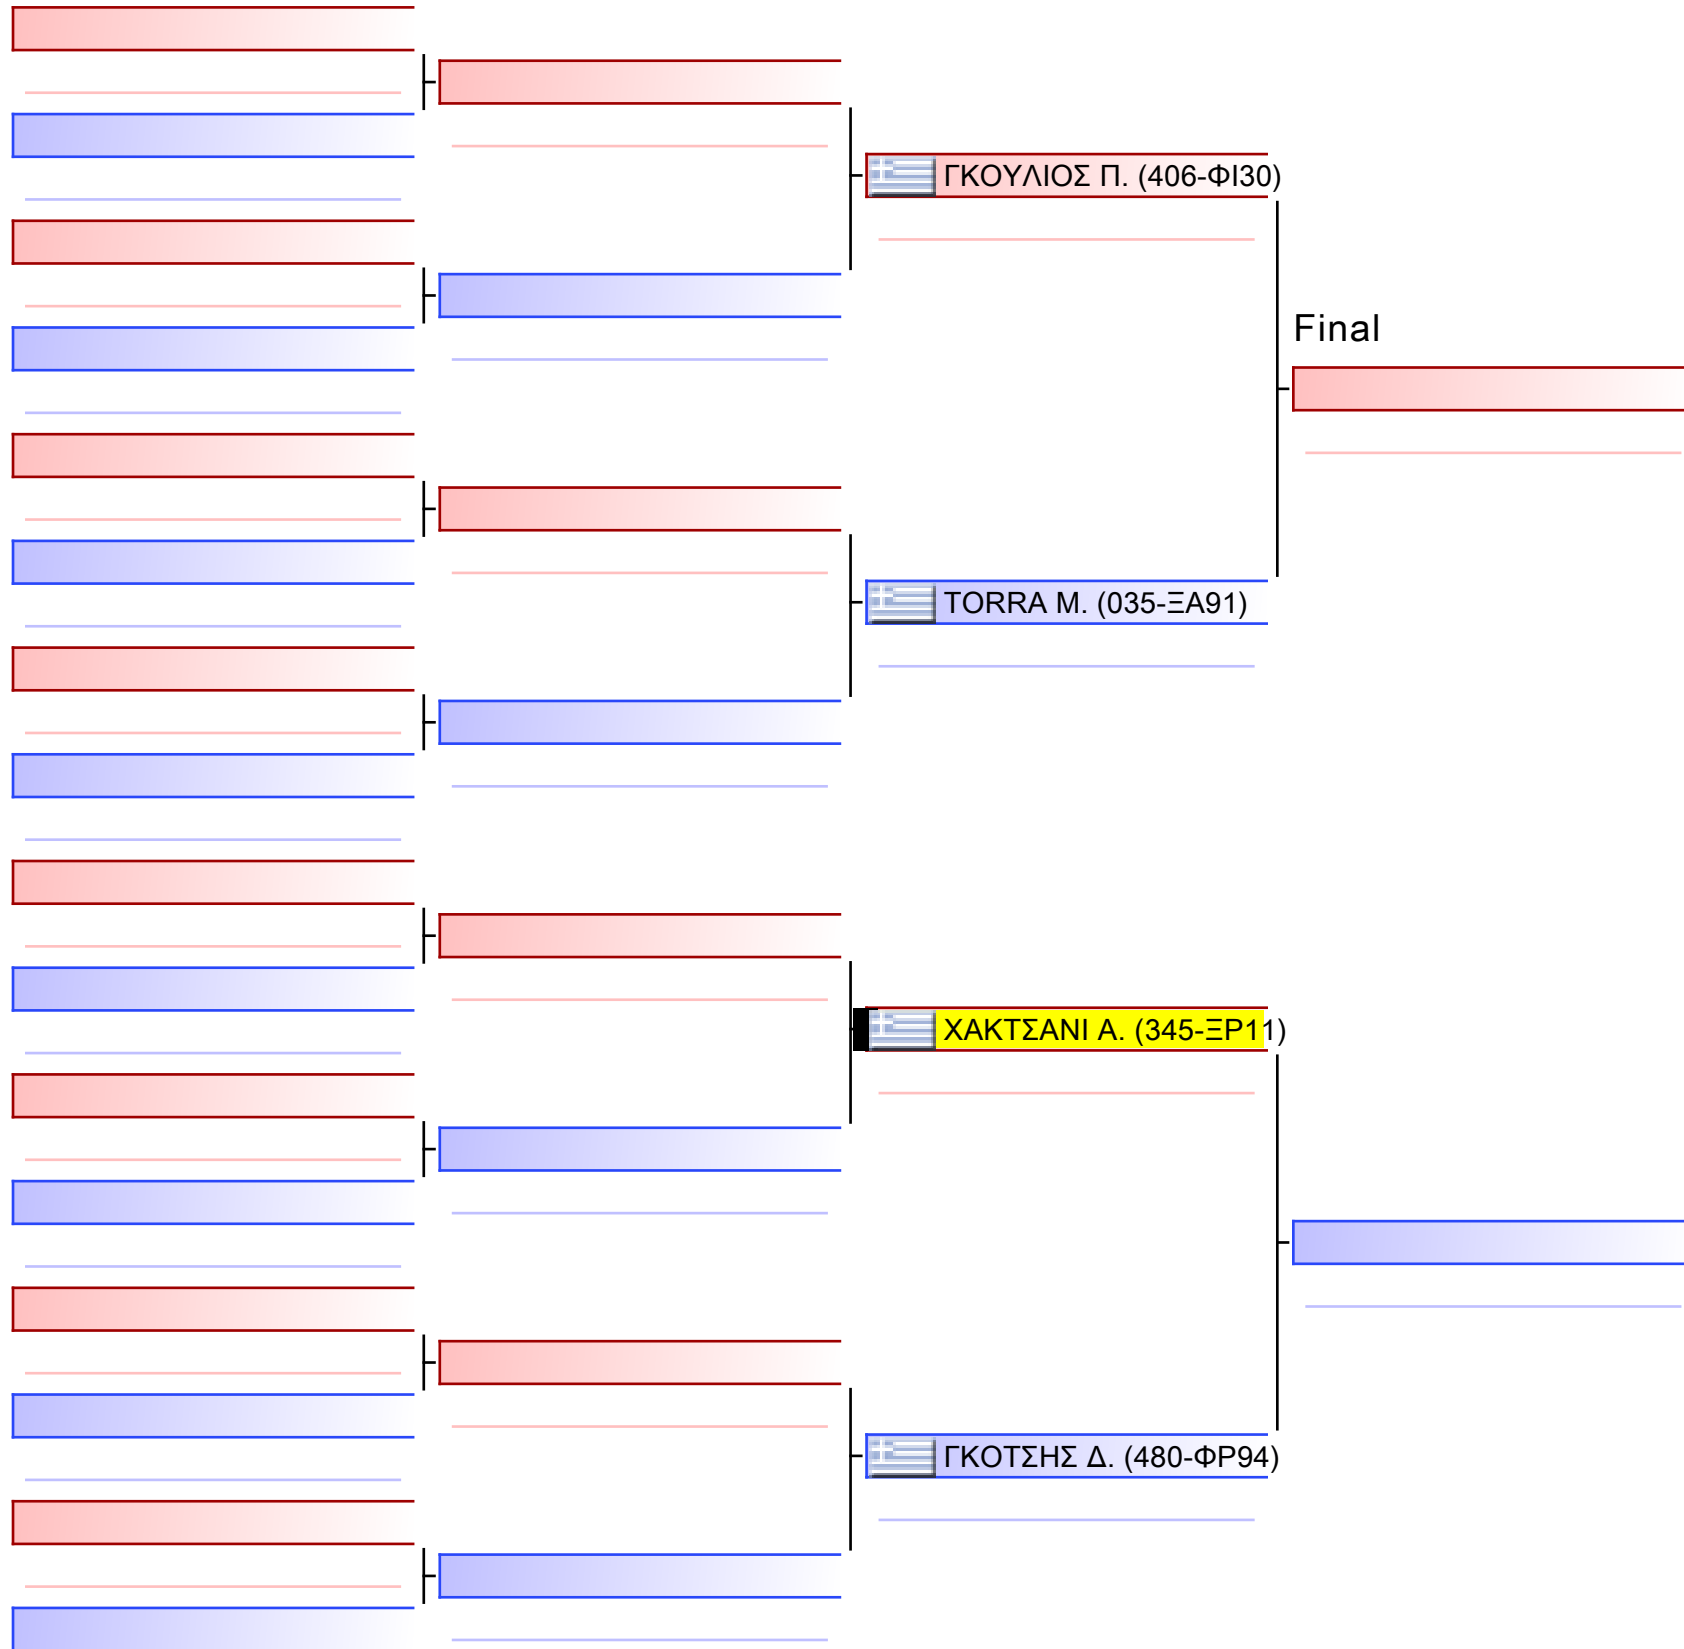 ΓΚΟΥΛΙΟΣ Π. (406-ΦΙ30)
Final
TORRA M. (035-ΞΑ91)
ΧΑΚΤΣΑΝΙ Α. (345-ΞΡ11)
ΓΚΟΤΣΗΣ Δ. (480-ΦΡ94)